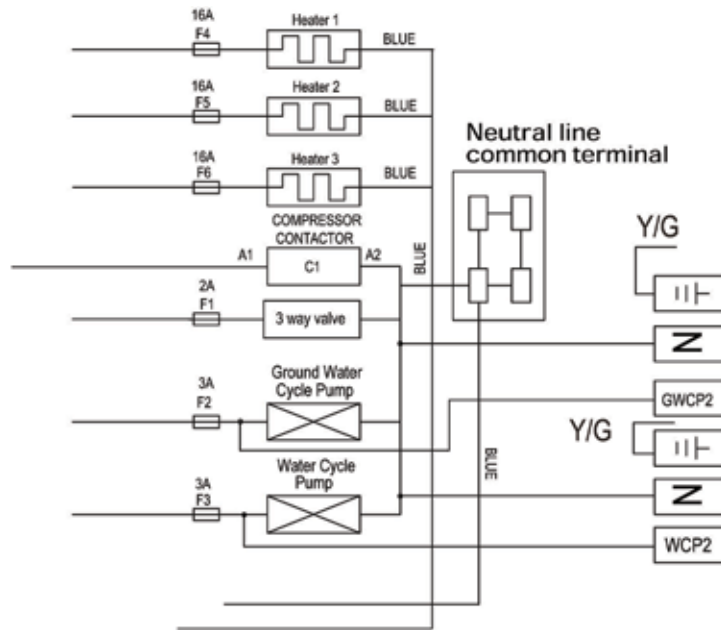 16A
F4
Heater 1
BLUE
16A
F5
Heater 2
BLUE
16A
F6
Heater 3
BLUE
Neutral line
common terminal
COMPRESSOR
CONTACTOR
A1
C1
A2
BLUE
Y/G
2A
F1
3 way valve
N
3A
F2
Ground Water
Cycle Pump
GWCP2
Y/G
BLUE
3A
F3
Water Cycle
Pump
N
WCP2